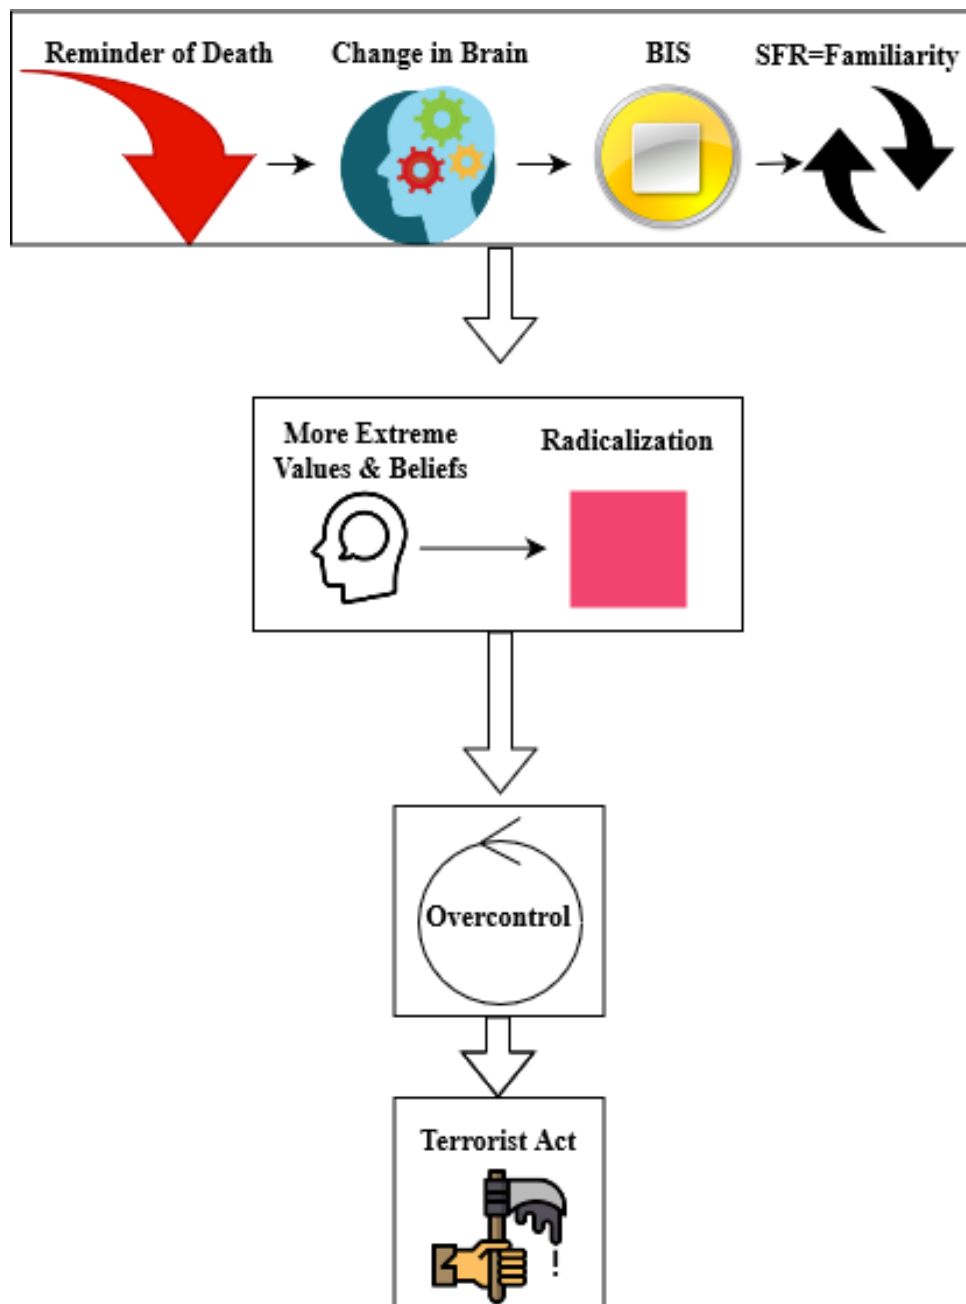 Reminder of Death
Change in Brain
BIS
SFR=Familiarity
More Extreme
Values & Beliefs
Radicalization
Overcontrol
Terrorist Act